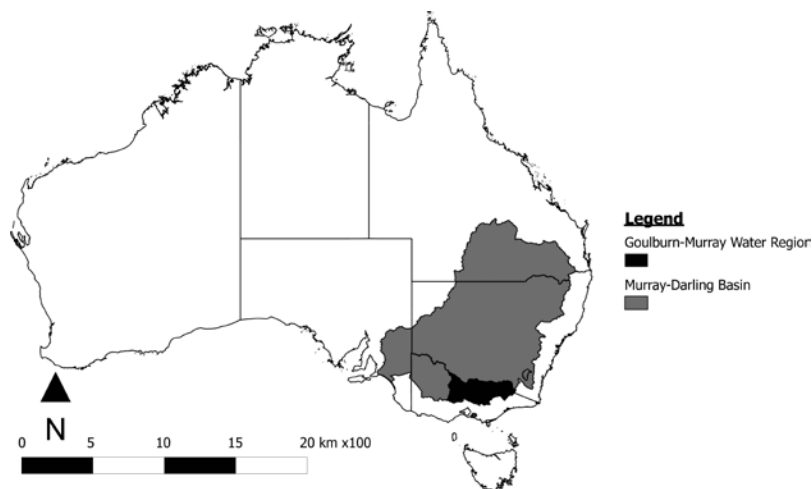 Legend
Goulburn-Murray Water Region
Murray-Darling Basin
N
0 5 10 15 20 km x100